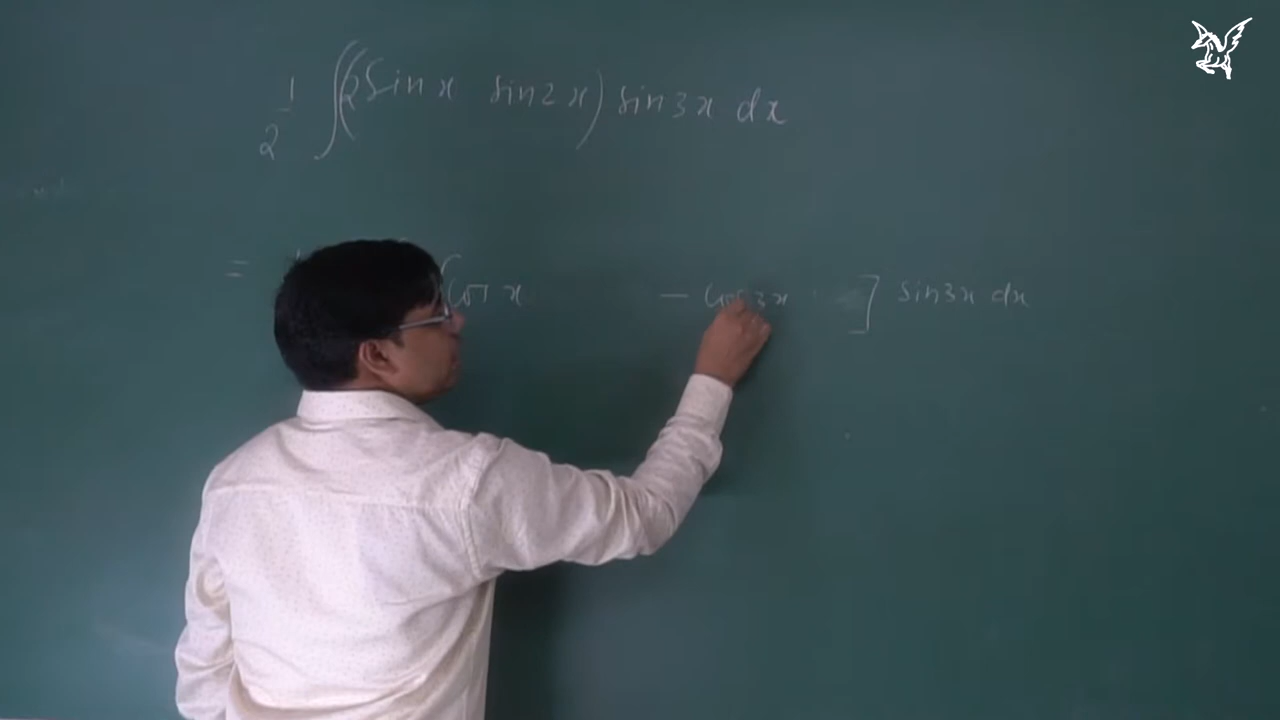 1/2 ∫(2 sin x sin 2x) sin 3x dx
= Cos x - Cos 3x ] sin 3x dx